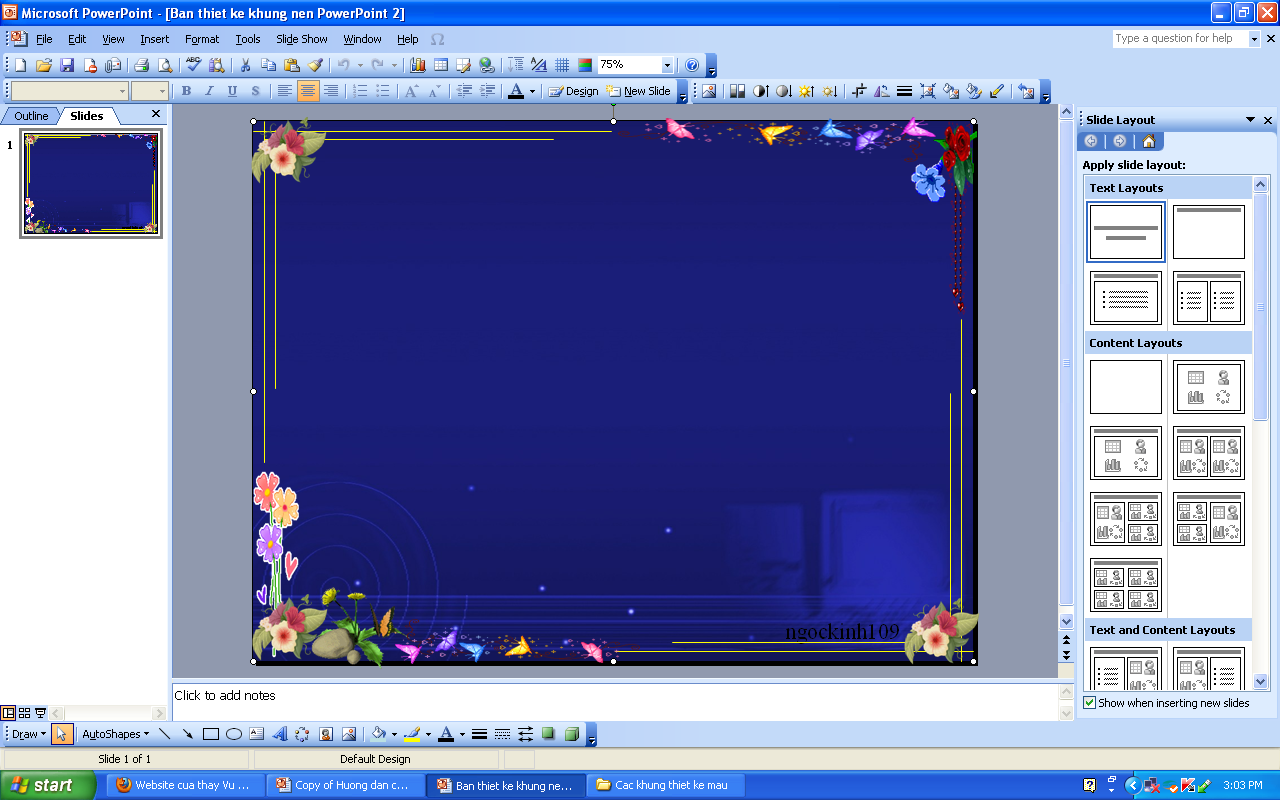 Microsoft PowerPoint - [Ban thiet ke khung nen PowerPoint 2]
File Edit View Insert Format Tools Slide Show Window Help
Type a question for help
75%
B I U S Design New Slide
Outline Slides
1
Slide Layout
Apply slide layout:
Text Layouts
Content Layouts
Text and Content Layouts
Show when inserting new slides
ngockinh109
Click to add notes
Draw AutoShapes
Slide 1 of 1 Default Design
start Website cua thay Vu ... Copy of Huong dan c... Ban thiet ke khung ne... Cac khung thiet ke mau 3:03 PM